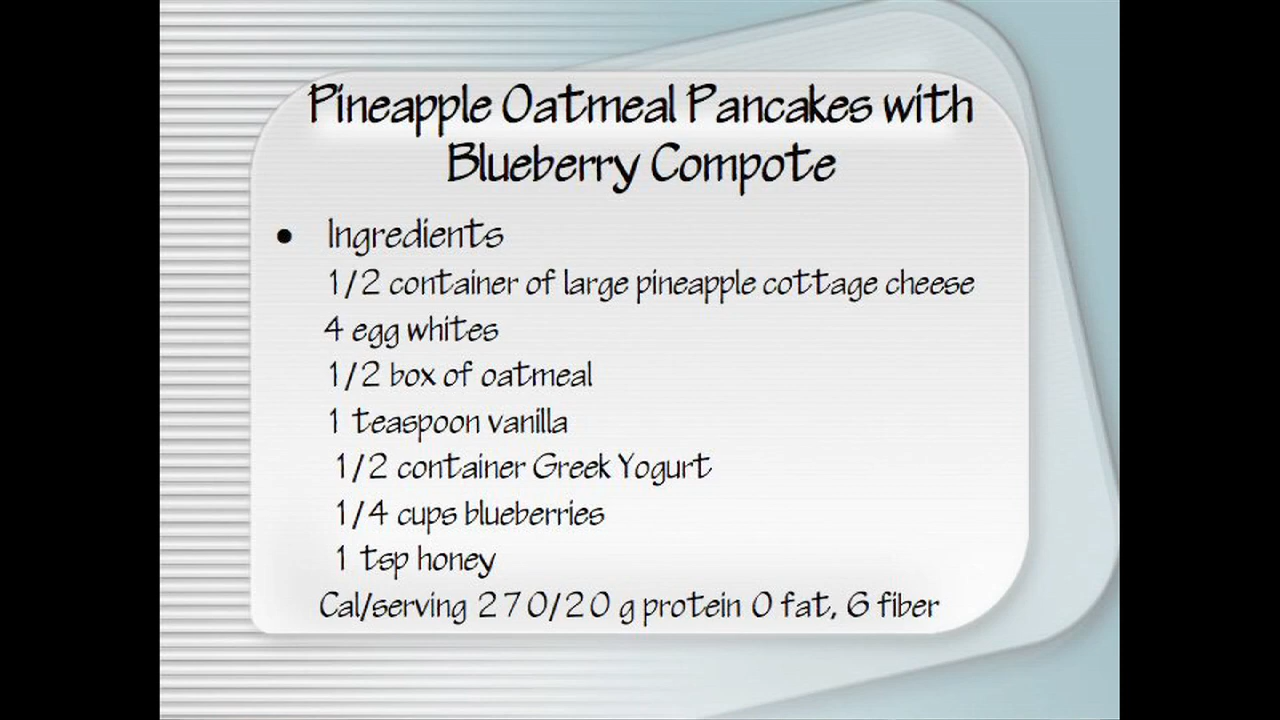 Pineapple Oatmeal Pancakes with
Blueberry Compote
• Ingredients
1/2 container of large pineapple cottage cheese
4 egg whites
1/2 box of oatmeal
1 teaspoon vanilla
1/2 container Greek Yogurt
1/4 cups blueberries
1 tsp honey
Cal/serving 270/20 g protein 0 fat, 6 fiber